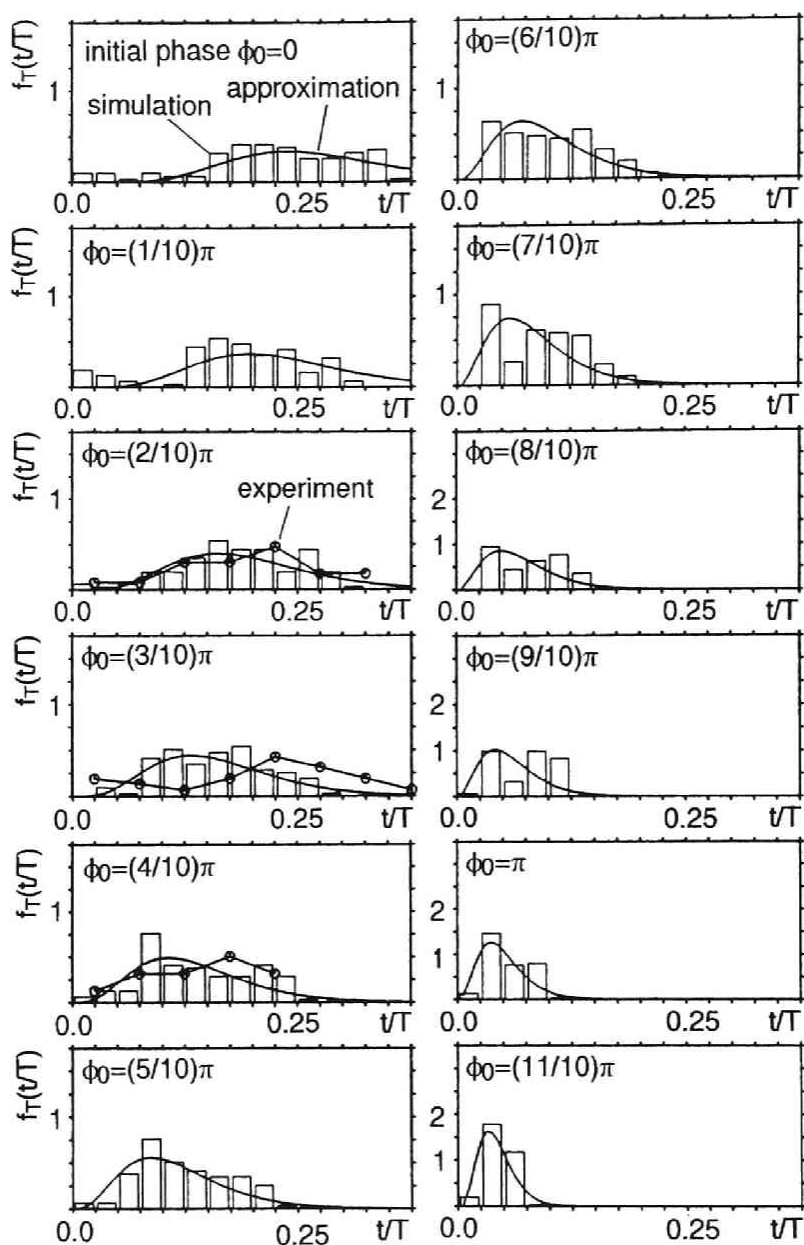 fT(t/T)
initial phase ϕ0=0
approximation
simulation
1
0.0
0.25
t/T
fT(t/T)
ϕ0=(1/10)π
1
0.0
0.25
t/T
fT(t/T)
ϕ0=(2/10)π
experiment
1
0.0
0.25
t/T
fT(t/T)
ϕ0=(3/10)π
1
0.0
0.25
t/T
fT(t/T)
ϕ0=(4/10)π
1
0.0
0.25
t/T
fT(t/T)
ϕ0=(5/10)π
1
0.0
0.25
t/T
ϕ0=(6/10)π
1
0.0
0.25
t/T
ϕ0=(7/10)π
1
0.0
0.25
t/T
ϕ0=(8/10)π
2
1
0.0
0.25
t/T
ϕ0=(9/10)π
2
1
0.0
0.25
t/T
ϕ0=π
2
1
0.0
0.25
t/T
ϕ0=(11/10)π
2
1
0.0
0.25
t/T